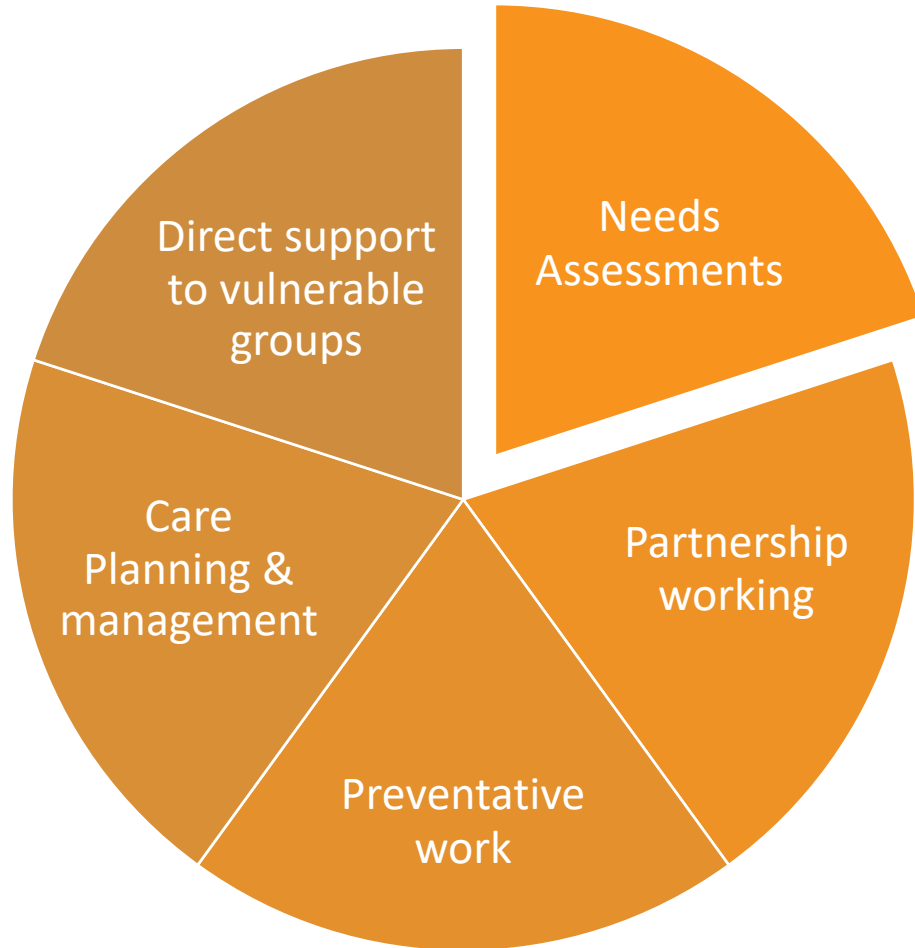 Needs
Assessments
Partnership
working
Preventative
work
Care
Planning &
management
Direct support
to vulnerable
groups